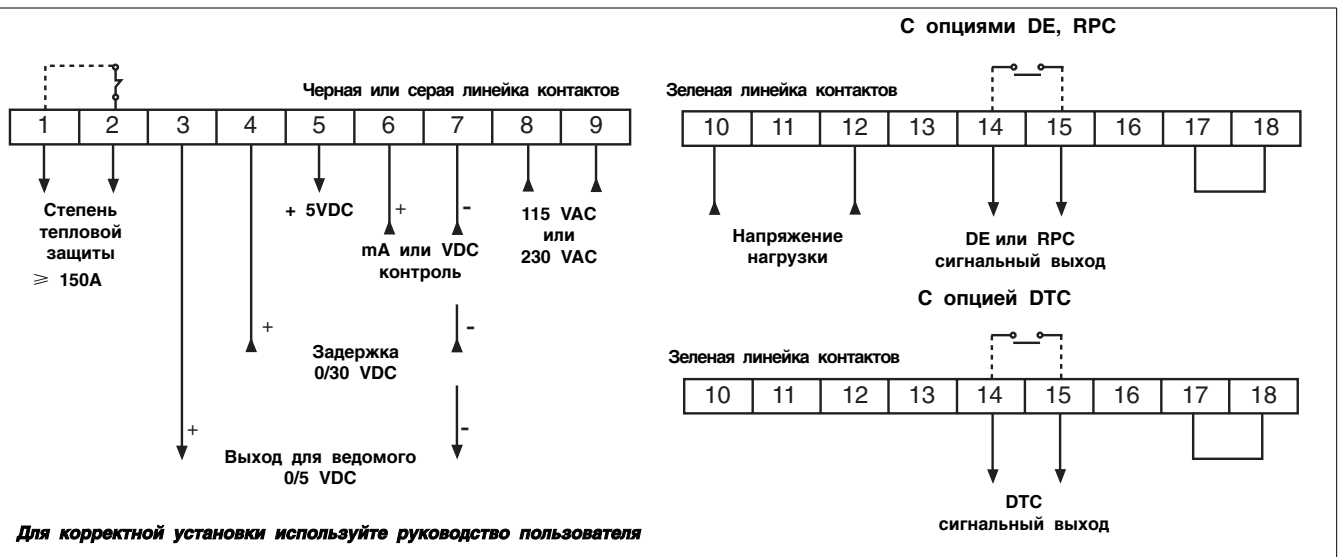 С опциями DE, RPC
Черная или серая линейка контактов
1 2 3 4 5 6 7 8 9
Степень
тепловой
защиты
≥ 150A
+ 5VDC
+ -
mA или VDC
контроль
115 VAC
или
230 VAC
+ -
Задержка
0/30 VDC
+ -
Выход для ведомого
0/5 VDC
Для корректной установки используйте руководство пользователя
Зеленая линейка контактов
10 11 12 13 14 15 16 17 18
Напряжение
нагрузки
DE или RPC
сигнальный выход
С опцией DTC
Зеленая линейка контактов
10 11 12 13 14 15 16 17 18
DTC
сигнальный выход